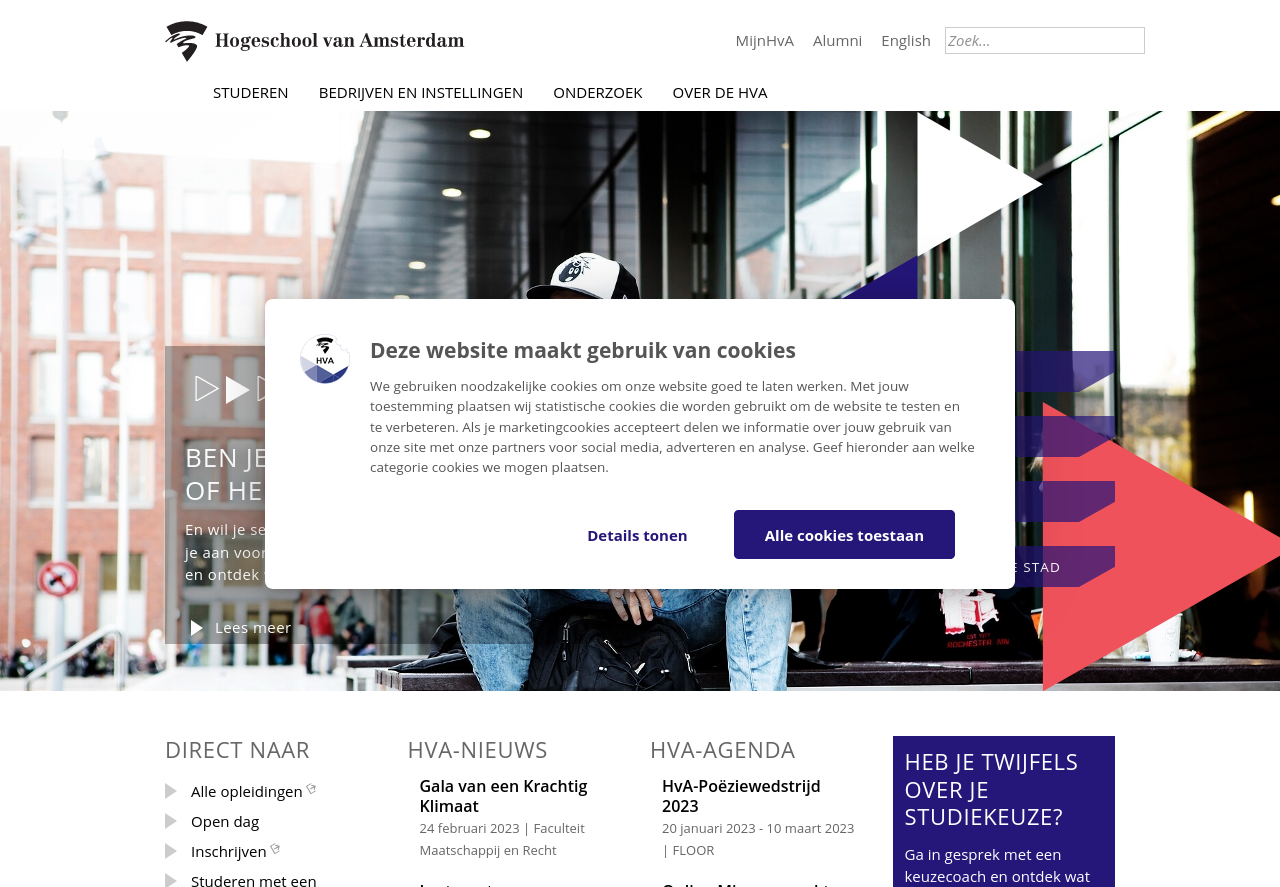 Hogeschool van Amsterdam
MijnHvA Alumni English Zoek...
STUDEREN BEDRIJVEN EN INSTELLINGEN ONDERZOEK OVER DE HVA
HVA
Deze website maakt gebruik van cookies
We gebruiken noodzakelijke cookies om onze website goed te laten werken. Met jouw
toestemming plaatsen wij statistische cookies die worden gebruikt om de website te testen en
te verbeteren. Als je marketingcookies accepteert delen we informatie over jouw gebruik van
onze site met onze partners voor social media, adverteren en analyse. Geef hieronder aan welke
categorie cookies we mogen plaatsen.
Details tonen Alle cookies toestaan
BEN JE
OF HE
En wil je se
je aan voor
en ontdek
Lees meer
STAD
DIRECT NAAR
Alle opleidingen
Open dag
Inschrijven
Studeren met een
HVA-NIEUWS
Gala van een Krachtig
Klimaat
24 februari 2023 | Faculteit
Maatschappij en Recht
HVA-AGENDA
HvA-Poëziewedstrijd
2023
20 januari 2023 - 10 maart 2023
| FLOOR
HEB JE TWIJFELS
OVER JE
STUDIEKEUZE?
Ga in gesprek met een
keuzecoach en ontdek wat